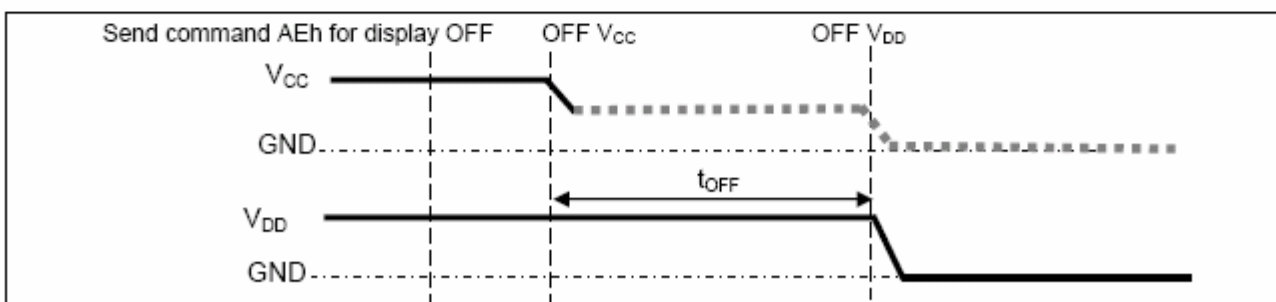 Send command AEh for display OFF OFF VCC OFF VDD
VCC
GND
tOFF
VDD
GND